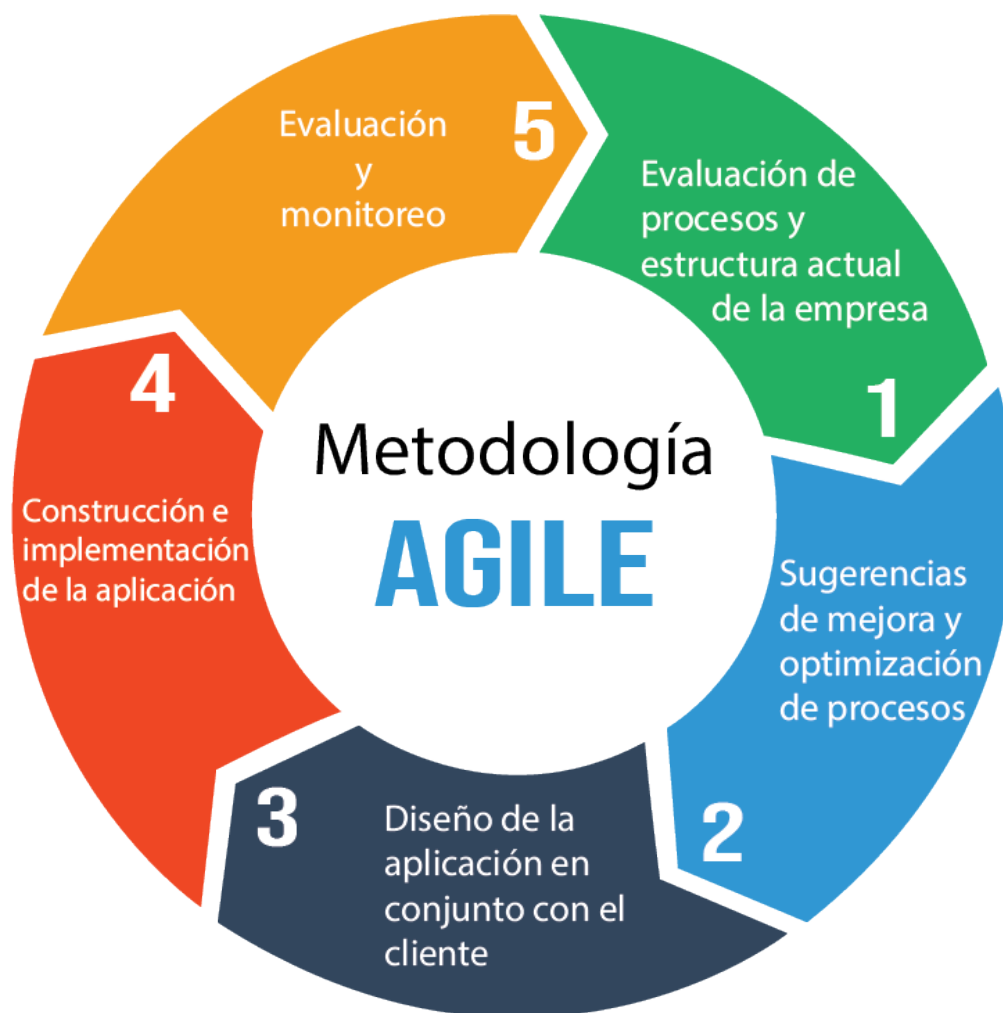 Metodología
AGILE
1
Evaluación de
procesos y
estructura actual
de la empresa
2
Sugerencias
de mejora y
optimización
de procesos
3
Diseño de la
aplicación en
conjunto con el
cliente
4
Construcción e
implementación
de la aplicación
5
Evaluación
y
monitoreo